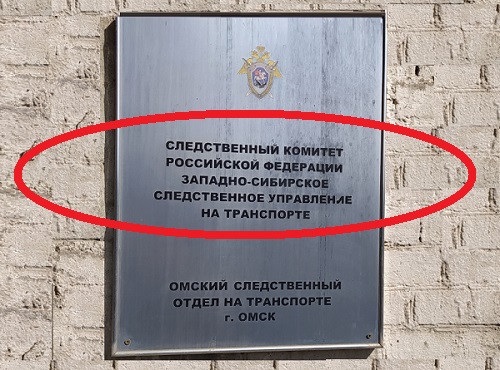 СЛЕДСТВЕННЫЙ КОМИТЕТ
РОССИЙСКОЙ ФЕДЕРАЦИИ
ЗАПАДНО-СИБИРСКОЕ
СЛЕДСТВЕННОЕ УПРАВЛЕНИЕ
НА ТРАНСПОРТЕ
ОМСКИЙ СЛЕДСТВЕННЫЙ
ОТДЕЛ НА ТРАНСПОРТЕ
г. ОМСК